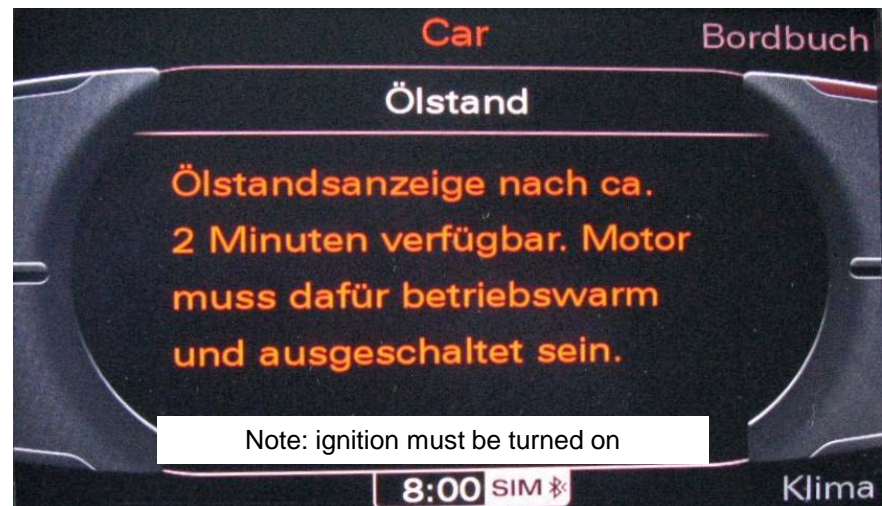 Car
Bordbuch
Ölstand
Ölstandsanzeige nach ca.
2 Minuten verfügbar. Motor
muss dafür betriebswarm
und ausgeschaltet sein.
Note: ignition must be turned on
8:00 SIM
Klima